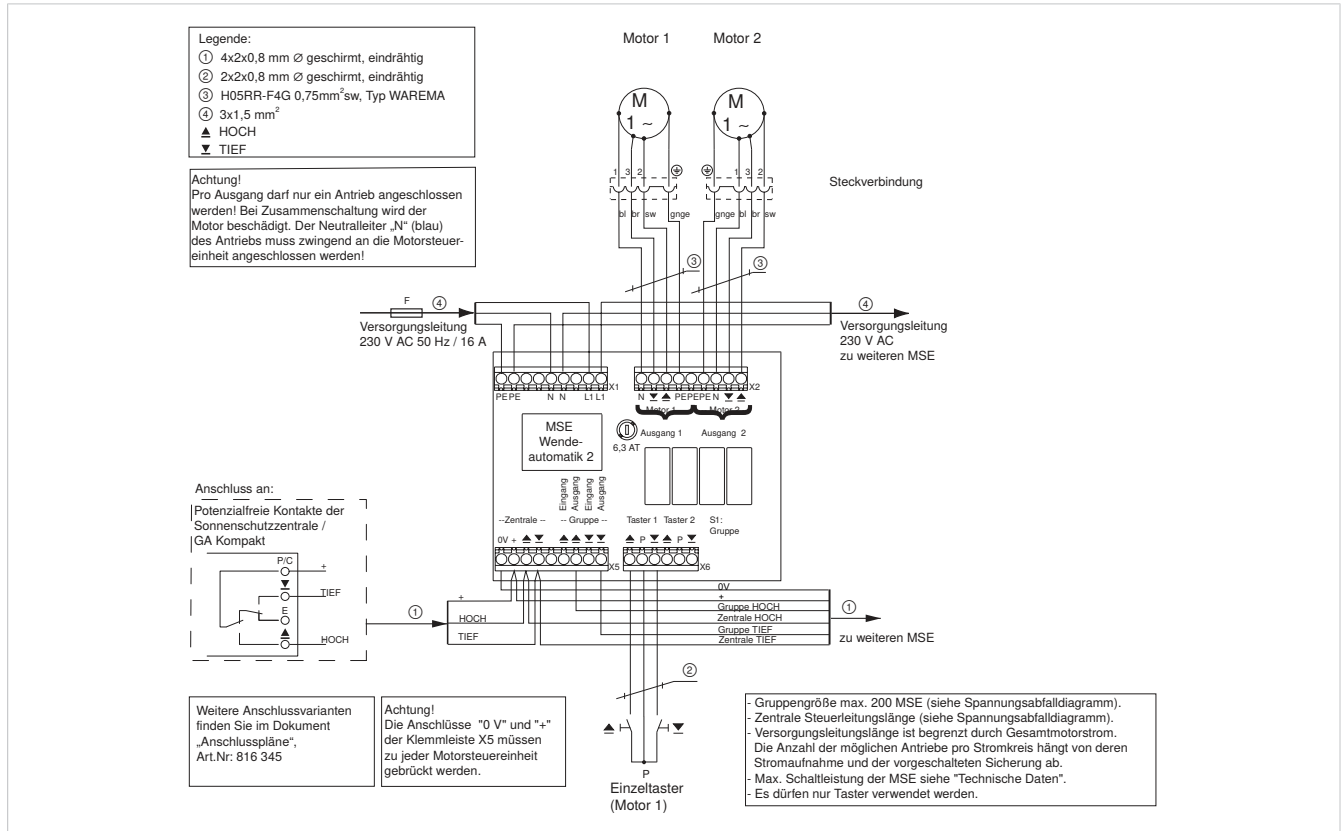 Legende:
① 4x2x0,8 mm Ø geschirmt, eindrähtig
② 2x2x0,8 mm Ø geschirmt, eindrähtig
③ H05RR-F4G 0,75mm²sw, Typ WAREMA
④ 3x1,5 mm²
HOCH
TIEF
Achtung!
Pro Ausgang darf nur ein Antrieb angeschlossen
werden! Bei Zusammenschaltung wird der
Motor beschädigt. Der Neutralleiter „N“ (blau)
des Antriebs muss zwingend an die Motorsteuer-
einheit angeschlossen werden!
Motor 1 Motor 2
M M
1 ~ 1 ~
1 3 2 1 3 2
Steckverbindung
bl br sw gnge gnge bl br sw
③ ③
F ④
Versorgungsleitung
230 V AC 50 Hz / 16 A
④
Versorgungsleitung
230 V AC
zu weiteren MSE
X1 X2
PE PE N N L1 L1
N PE PE PE PE N
Motor 1 Motor 2
MSE
Wende-
automatik 2
6,3 AT
Ausgang 1 Ausgang 2
Eingang
Ausgang
Eingang
Ausgang
--Zentrale -- -- Gruppe --
Taster 1 Taster 2 S1:
Gruppe
0V + P P
X5 X6
Anschluss an:
Potenzialfreie Kontakte der
Sonnenschutzzentrale /
GA Kompakt
P/C
+
TIEF
E
HOCH
①
+
HOCH
TIEF
0V
+
Gruppe HOCH
Zentrale HOCH
Gruppe TIEF
Zentrale TIEF
①
zu weiteren MSE
②
P
Einzeltaster
(Motor 1)
Weitere Anschlussvarianten
finden Sie im Dokument
„Anschlusspläne“,
Art.Nr: 816 345
Achtung!
Die Anschlüsse "0 V" und "+"
der Klemmleiste X5 müssen
zu jeder Motorsteuereinheit
gebrückt werden.
- Gruppengröße max. 200 MSE (siehe Spannungsabfalldiagramm).
- Zentrale Steuerleitungslänge (siehe Spannungsabfalldiagramm).
- Versorgungsleitungslänge ist begrenzt durch Gesamtmotorstrom.
Die Anzahl der möglichen Antriebe pro Stromkreis hängt von deren
Stromaufnahme und der vorgeschalteten Sicherung ab.
- Max. Schaltleistung der MSE siehe "Technische Daten".
- Es dürfen nur Taster verwendet werden.